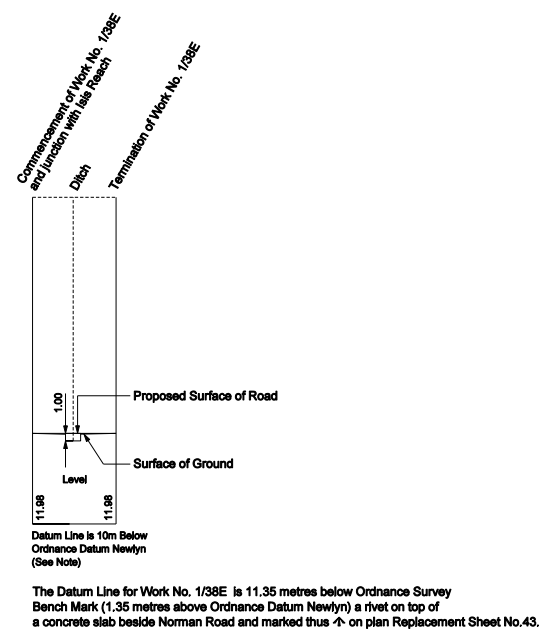 Commencement of Work No. 1/38E
and junction with Isis Reach
Ditch
Termination of Work No. 1/38E
1.00
Proposed Surface of Road
Surface of Ground
Level
11.98
11.98
Datum Line is 10m Below
Ordnance Datum Newlyn
(See Note)
The Datum Line for Work No. 1/38E is 11.35 metres below Ordnance Survey
Bench Mark (1.35 metres above Ordnance Datum Newlyn) a rivet on top of
a concrete slab beside Norman Road and marked thus ↑ on plan Replacement Sheet No.43.